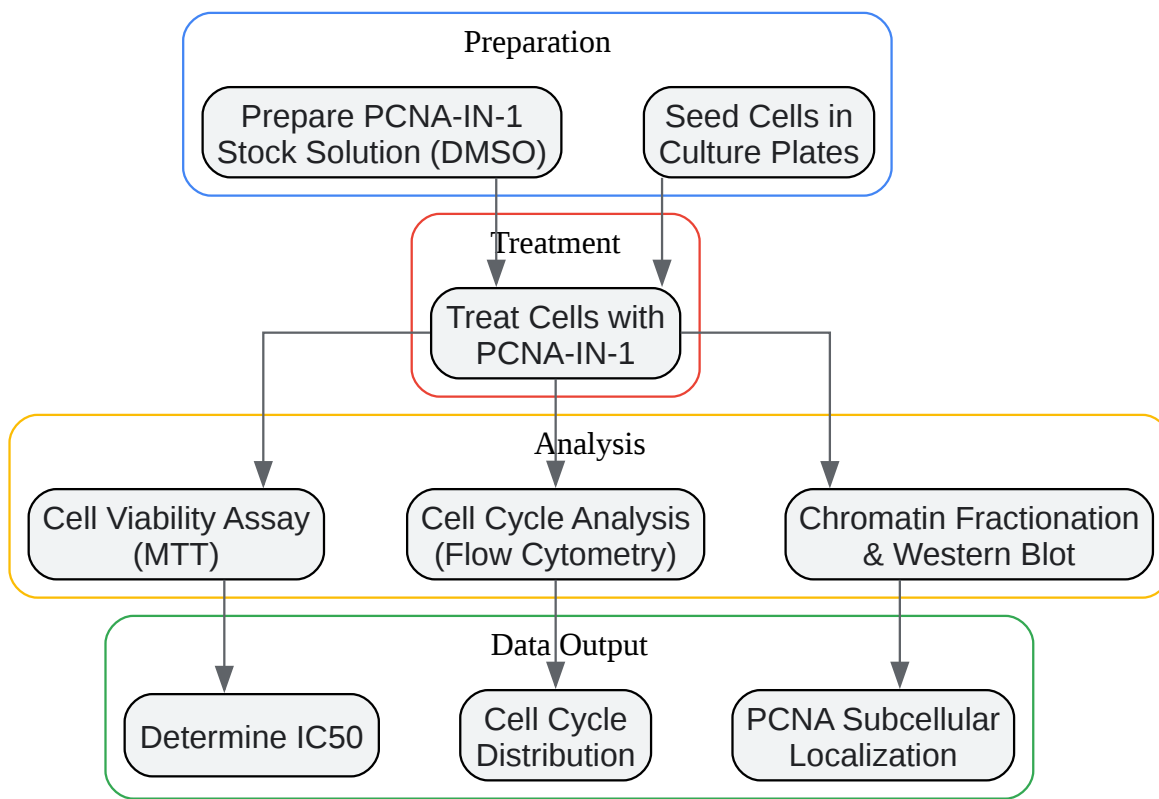 Preparation
Prepare PCNA-IN-1
Stock Solution (DMSO)
Seed Cells in
Culture Plates
Treatment
Treat Cells with
PCNA-IN-1
Analysis
Cell Viability Assay
(MTT)
Cell Cycle Analysis
(Flow Cytometry)
Chromatin Fractionation
& Western Blot
Data Output
Determine IC50
Cell Cycle
Distribution
PCNA Subcellular
Localization